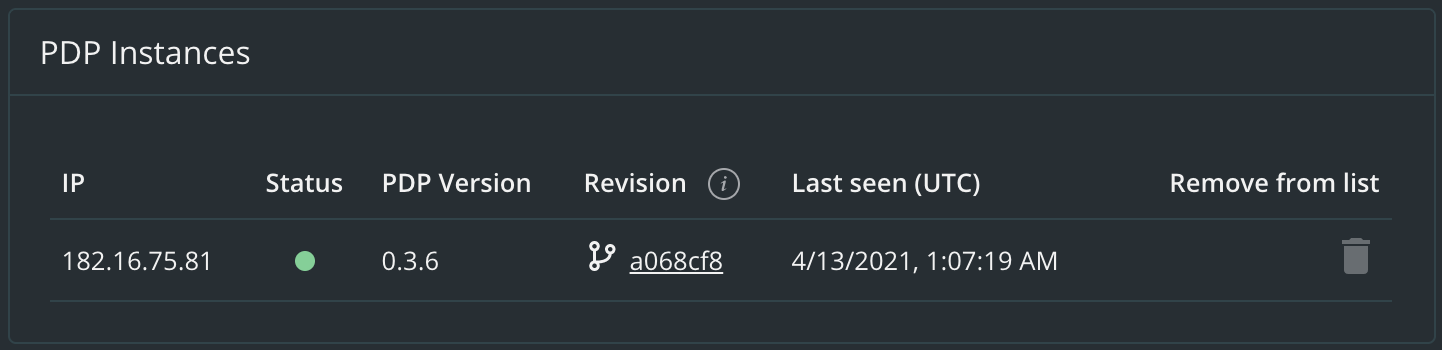 PDP Instances
IP Status PDP Version Revision i Last seen (UTC) Remove from list
182.16.75.81 0.3.6 a068cf8 4/13/2021, 1:07:19 AM